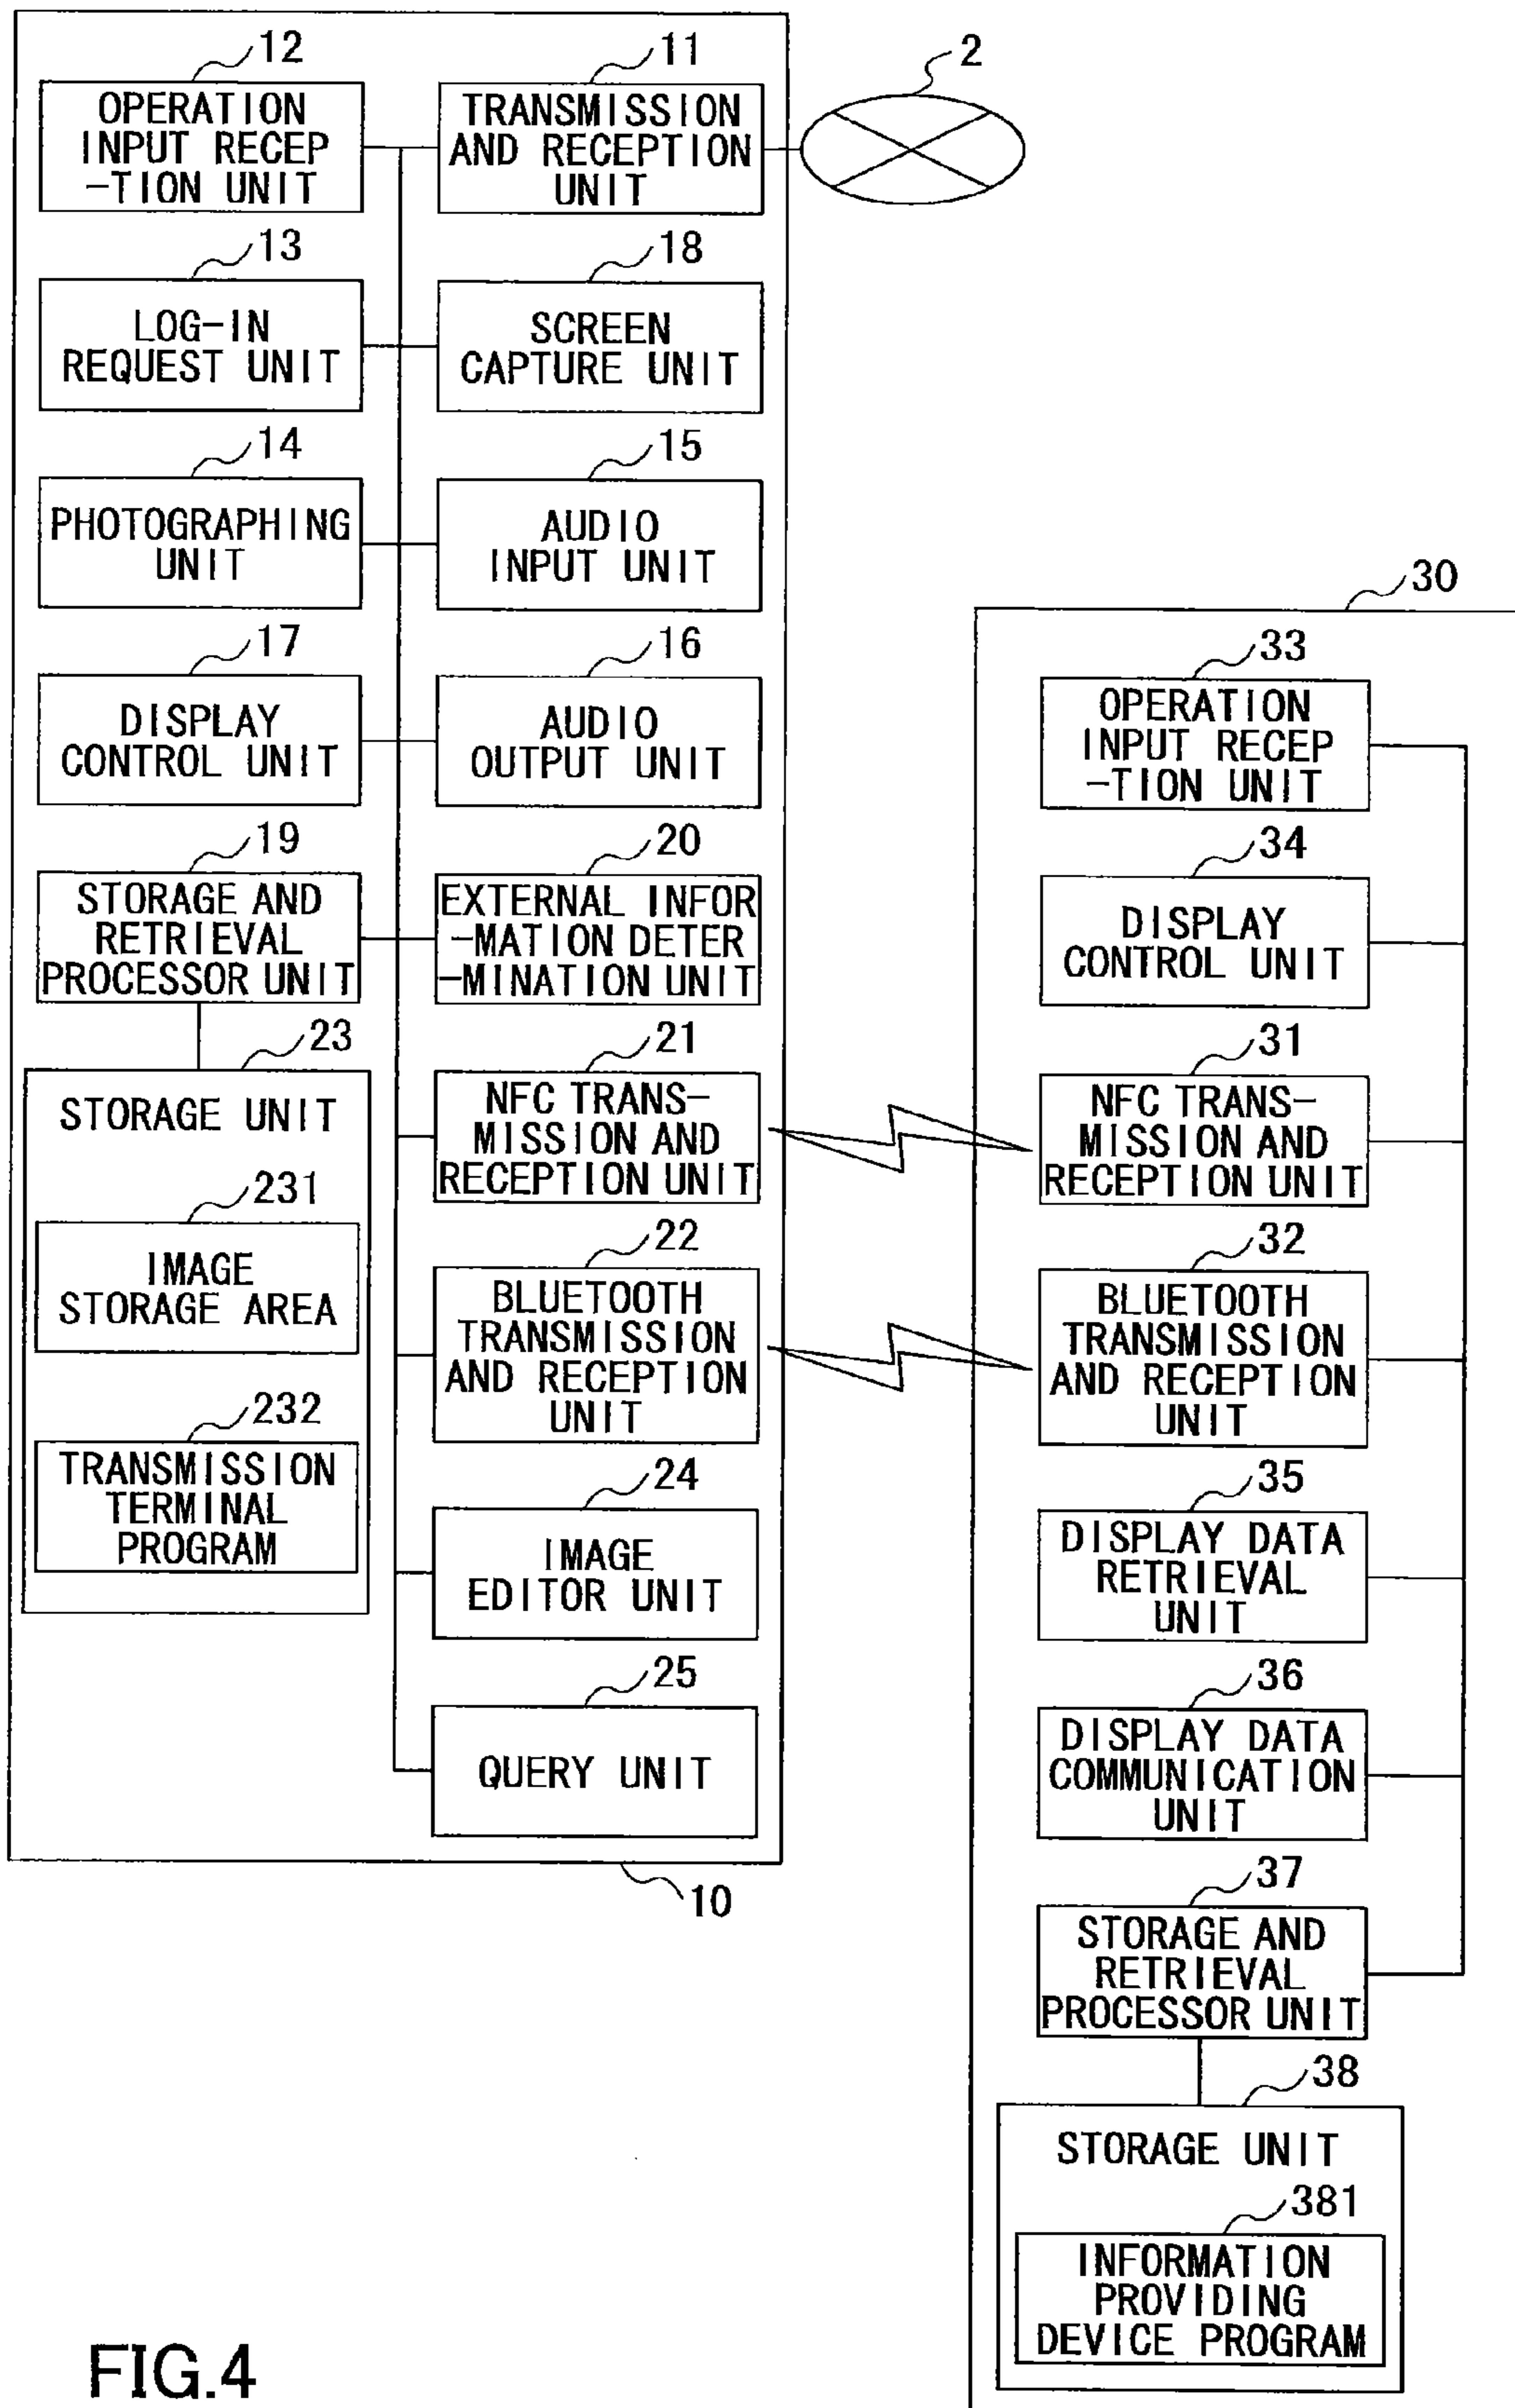 12
OPERATION
INPUT RECEP
-TION UNIT
11
TRANSMISSION
AND RECEPTION
UNIT
2
13
LOG-IN
REQUEST UNIT
18
SCREEN
CAPTURE UNIT
14
PHOTOGRAPHING
UNIT
15
AUDIO
INPUT UNIT
17
DISPLAY
CONTROL UNIT
16
AUDIO
OUTPUT UNIT
19
STORAGE AND
RETRIEVAL
PROCESSOR UNIT
20
EXTERNAL INFOR
-MATION DETER
-MINATION UNIT
23
STORAGE UNIT
231
IMAGE
STORAGE AREA
232
TRANSMISSION
TERMINAL
PROGRAM
21
NFC TRANS-
MISSION AND
RECEPTION UNIT
22
BLUETOOTH
TRANSMISSION
AND RECEPTION
UNIT
24
IMAGE
EDITOR UNIT
25
QUERY UNIT
10
30
33
OPERATION
INPUT RECEP
-TION UNIT
34
DISPLAY
CONTROL UNIT
31
NFC TRANS-
MISSION AND
RECEPTION UNIT
32
BLUETOOTH
TRANSMISSION
AND RECEPTION
UNIT
35
DISPLAY DATA
RETRIEVAL
UNIT
36
DISPLAY DATA
COMMUNICATION
UNIT
37
STORAGE AND
RETRIEVAL
PROCESSOR UNIT
38
STORAGE UNIT
381
INFORMATION
PROVIDING
DEVICE PROGRAM
FIG.4